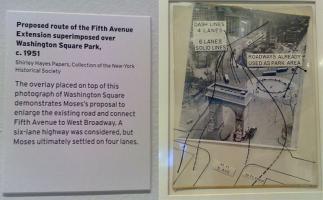 Proposed route of the Fifth Avenue
Extension superimposed over
Washington Square Park,
c. 1951
Shirley Hayes Papers, Collection of the New-York
Historical Society
The overlay placed on top of this
photograph of Washington Square
demonstrates Moses's proposal to
enlarge the existing road and connect
Fifth Avenue to West Broadway. A
six-lane highway was considered, but
Moses ultimately settled on four lanes.
DASH LINES
4 LANES
6 LANES
SOLID LINES
ROADWAYS ALREADY
USED AS PARK AREA